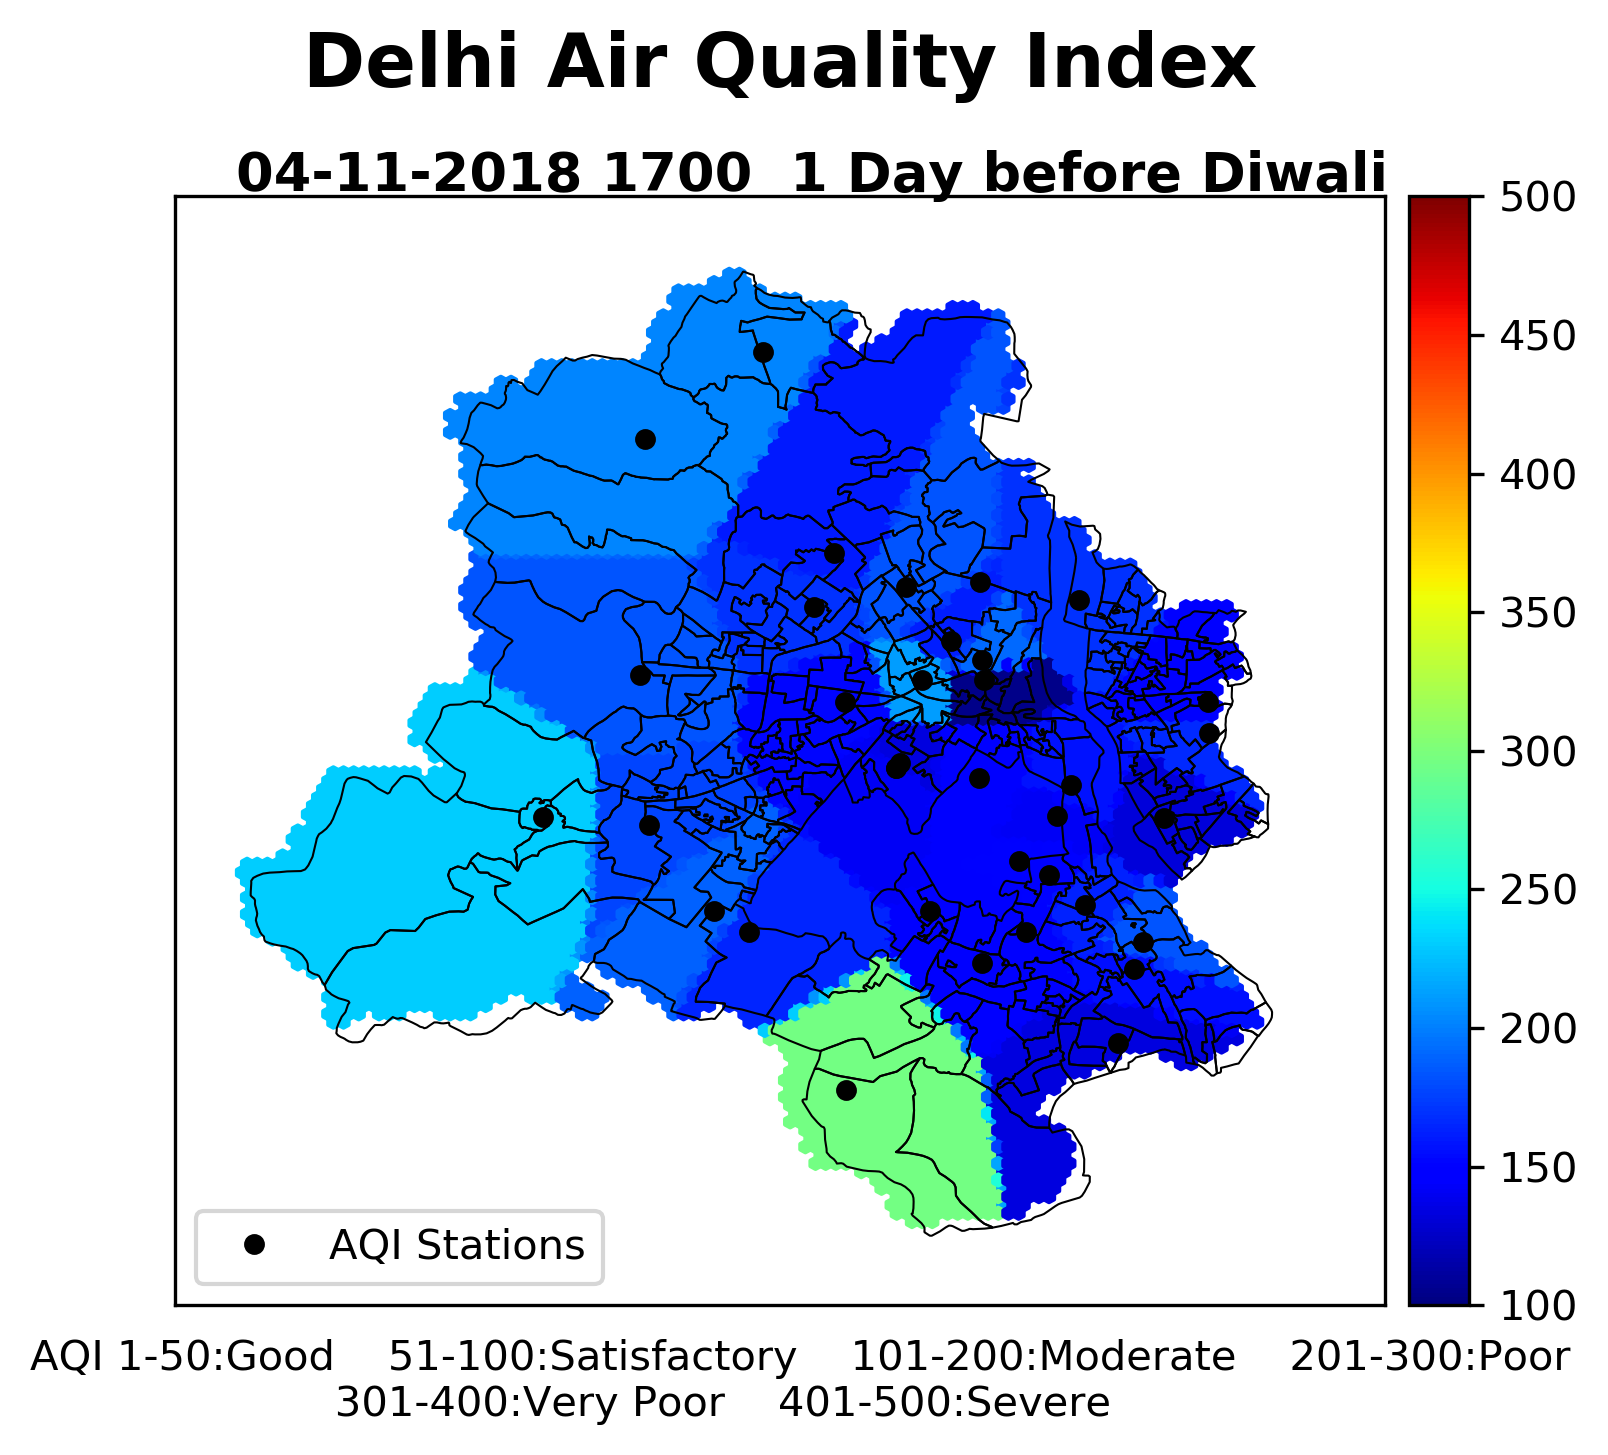 Delhi Air Quality Index
04-11-2018 1700  1 Day before Diwali
500
450
400
350
300
250
200
150
100
AQI Stations
AQI 1-50:Good    51-100:Satisfactory    101-200:Moderate    201-300:Poor
301-400:Very Poor    401-500:Severe